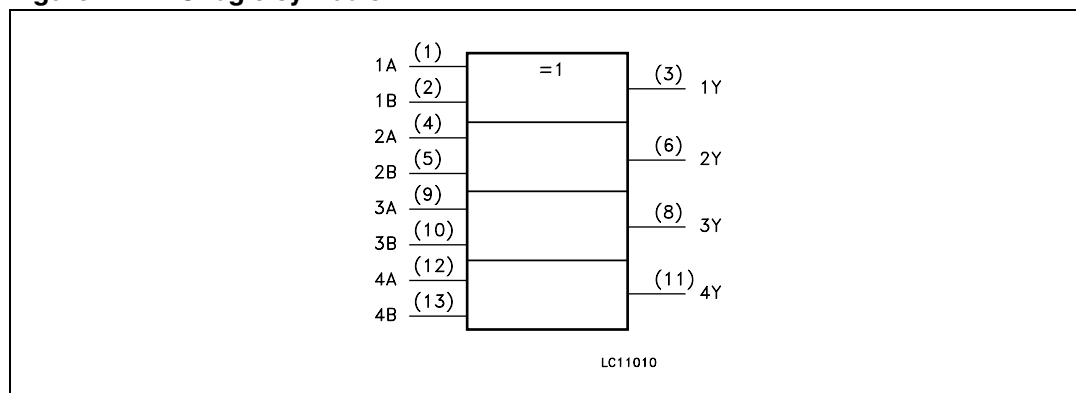 1A (1)
=1
(3) 1Y
1B (2)
2A (4)
(6) 2Y
2B (5)
3A (9)
(8) 3Y
3B (10)
4A (12)
(11) 4Y
4B (13)
LC11010